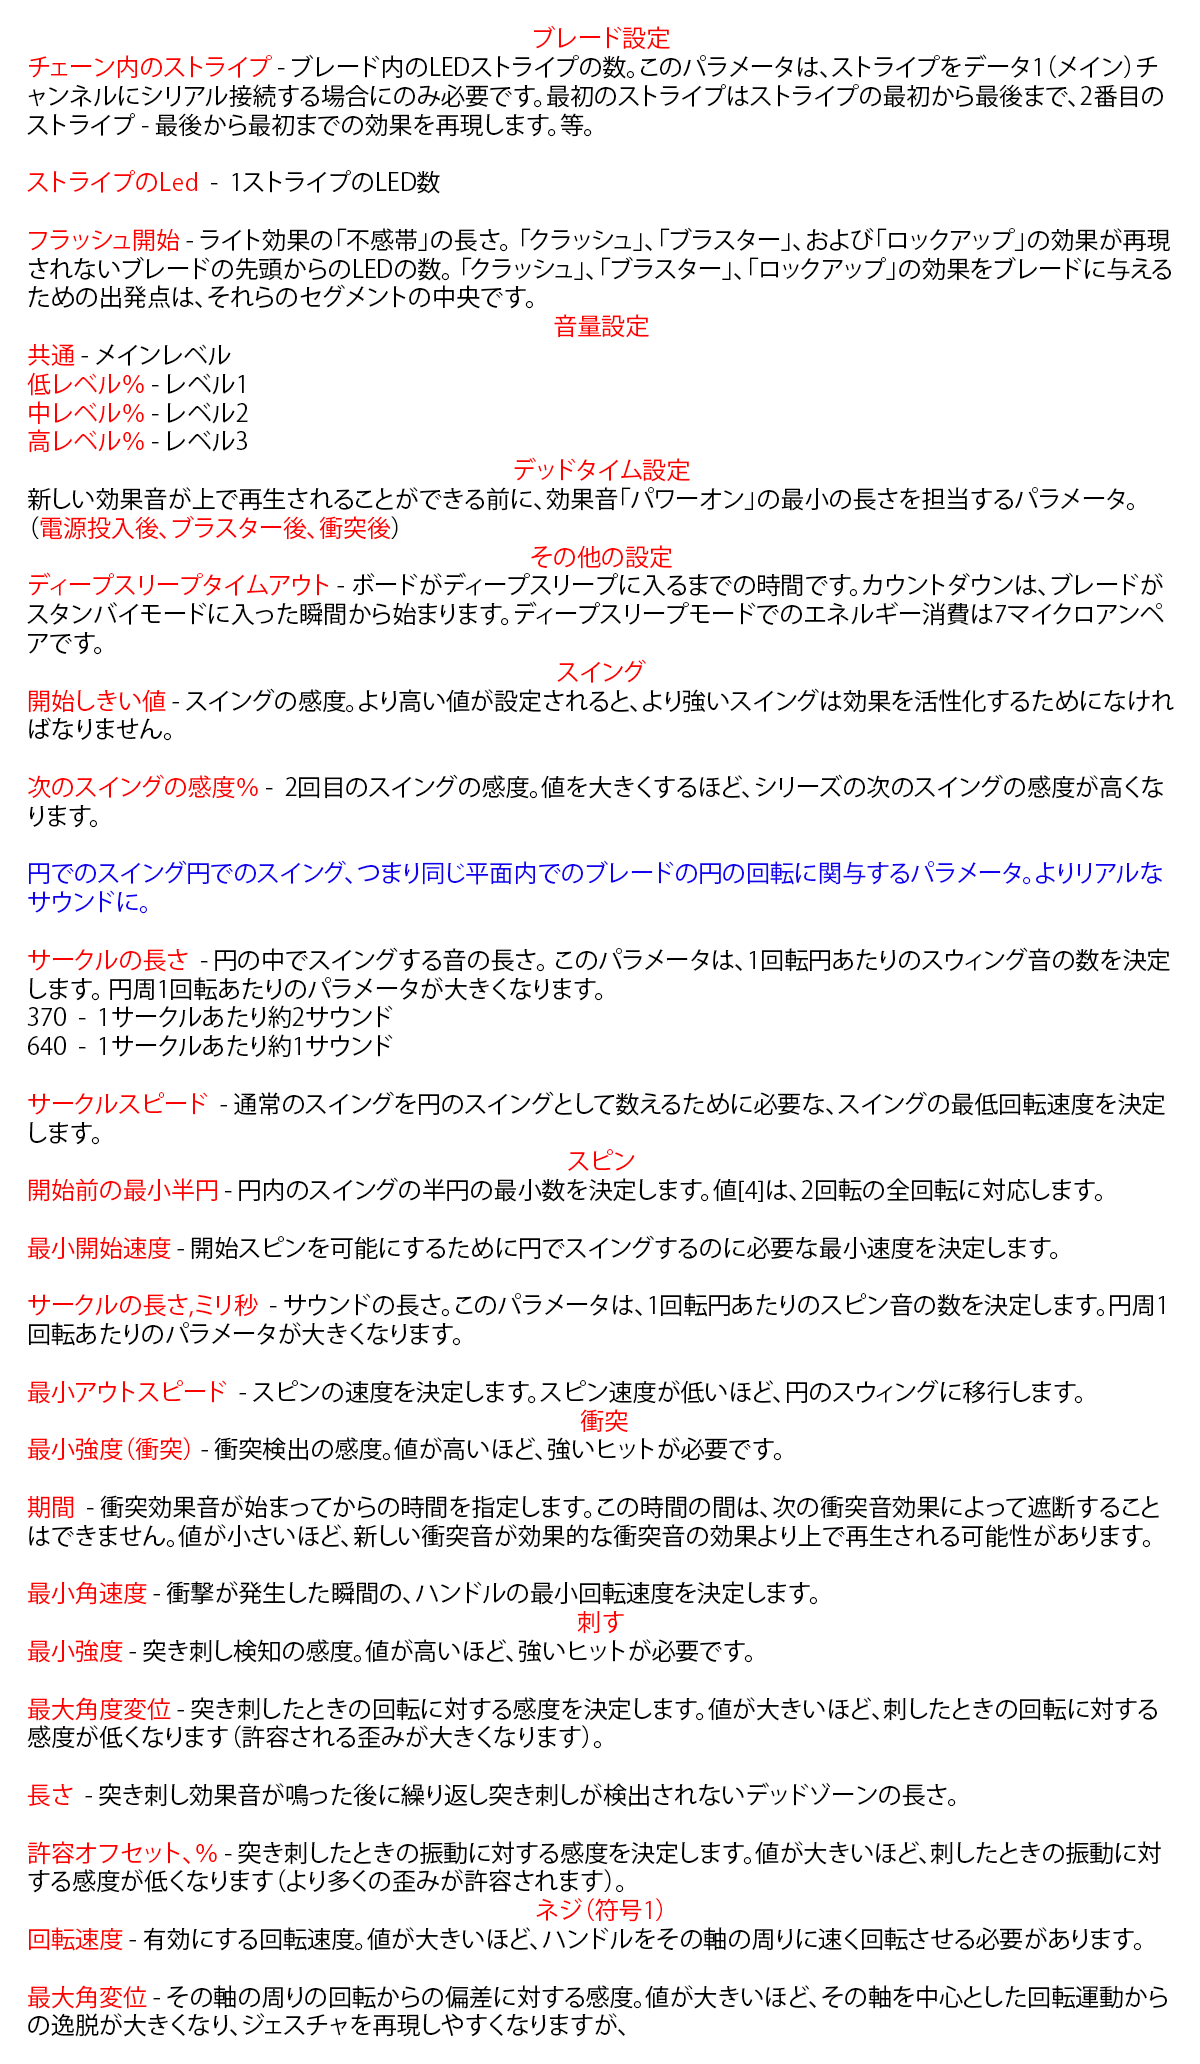 ブレード設定
チェーン内のストライプ - ブレード内のLEDストライプの数。このパラメータは、ストライプをデータ1（メイン）チ
ャンネルにシリアル接続する場合にのみ必要です。最初のストライプはストライプの最初から最後まで、2番目の
ストライプ - 最後から最初までの効果を再現します。等。
ストライプのLed - 1ストライプのLED数
フラッシュ開始 - ライト効果の「不感帯」の長さ。「クラッシュ」、「ブラスター」、および「ロックアップ」の効果が再現
されないブレードの先頭からのLEDの数。「クラッシュ」、「ブラスター」、「ロックアップ」の効果をブレードに与える
ための出発点は、それらのセグメントの中央です。
音量設定
共通 - メインレベル
低レベル% - レベル1
中レベル% - レベル2
高レベル% - レベル3
デッドタイム設定
新しい効果音が上で再生されることができる前に、効果音「パワーオン」の最小の長さを担当するパラメータ。
（電源投入後、ブラスター後、衝突後）
その他の設定
ディープスリープタイムアウト - ボードがディープスリープに入るまでの時間です。カウントダウンは、ブレードが
スタンバイモードに入った瞬間から始まります。ディープスリープモードでのエネルギー消費は7マイクロアンペ
アです。
スイング
開始しきい値 - スイングの感度。より高い値が設定されると、より強いスイングは効果を活性化するためになけれ
ばなりません。
次のスイングの感度% - 2回目のスイングの感度。値を大きくするほど、シリーズの次のスイングの感度が高くな
ります。
円でのスイング円でのスイング、つまり同じ平面内でのブレードの円の回転に関与するパラメータ。よりリアルな
サウンドに。
サークルの長さ - 円の中でスイングする音の長さ。このパラメータは、1回転円あたりのスウィング音の数を決定
します。円周1回転あたりのパラメータが大きくなります。
370 - 1サークルあたり約2サウンド
640 - 1サークルあたり約1サウンド
サークルスピード - 通常のスイングを円のスイングとして数えるために必要な、スイングの最低回転速度を決定
します。
スピン
開始前の最小半円 - 円内のスイングの半円の最小数を決定します。値[4]は、2回転の全回転に対応します。
最小開始速度 - 開始スピンを可能にするために円でスイングするのに必要な最小速度を決定します。
サークルの長さ,ミリ秒 - サウンドの長さ。このパラメータは、1回転円あたりのスピン音の数を決定します。円周1
回転あたりのパラメータが大きくなります。
最小アウトスピード - スピンの速度を決定します。スピン速度が低いほど、円のスウィングに移行します。
衝突
最小強度（衝突） - 衝突検出の感度。値が高いほど、強いヒットが必要です。
期間 - 衝突効果音が始まってからの時間を指定します。この時間の間は、次の衝突音効果によって遮断すること
はできません。値が小さいほど、新しい衝突音が効果的な衝突音の効果より上で再生される可能性があります。
最小角速度 - 衝撃が発生した瞬間の、ハンドルの最小回転速度を決定します。
刺す
最小強度 - 突き刺し検知の感度。値が高いほど、強いヒットが必要です。
最大角度変位 - 突き刺したときの回転に対する感度を決定します。値が大きいほど、刺したときの回転に対する
感度が低くなります（許容される歪みが大きくなります）。
長さ - 突き刺し効果音が鳴った後に繰り返し突き刺しが検出されないデッドゾーンの長さ。
許容オフセット、% - 突き刺したときの振動に対する感度を決定します。値が大きいほど、刺したときの振動に対
する感度が低くなります（より多くの歪みが許容されます）。
ネジ（符号1）
回転速度 - 有効にする回転速度。値が大きいほど、ハンドルをその軸の周りに速く回転させる必要があります。
最大角変位 - その軸の周りの回転からの偏差に対する感度。値が大きいほど、その軸を中心とした回転運動から
の逸脱が大きくなり、ジェスチャを再現しやすくなりますが、